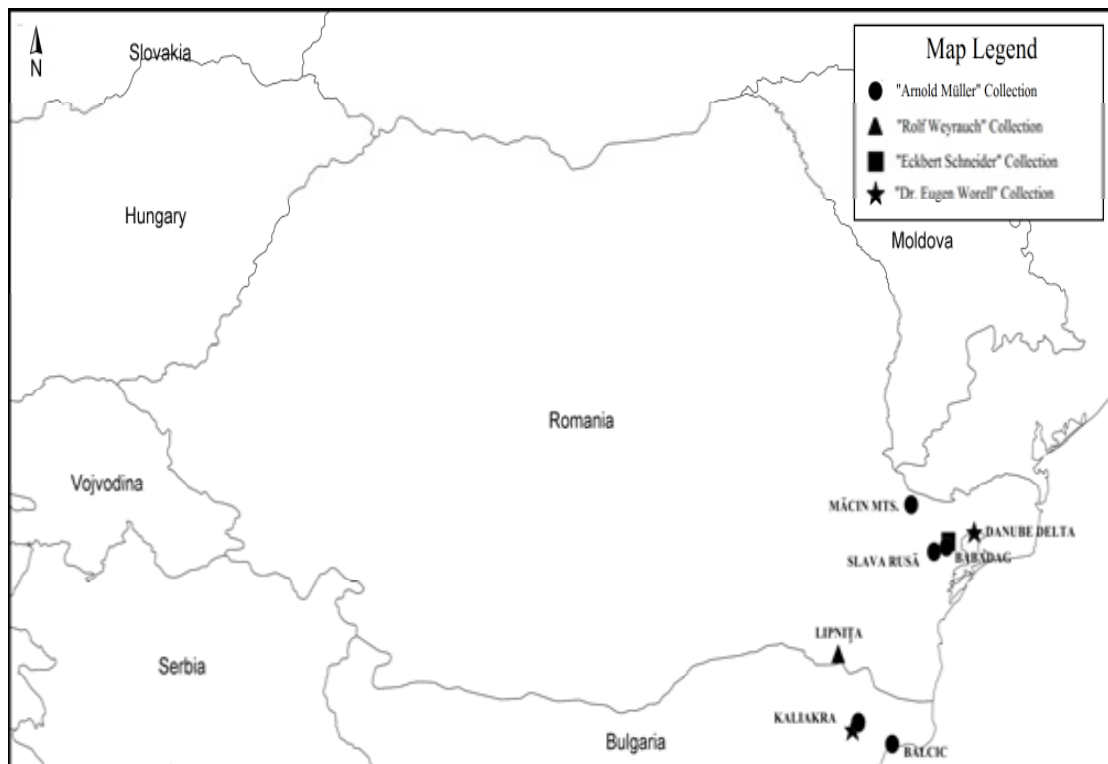 N
Slovakia
Hungary
Vojvodina
Serbia
Romania
Bulgaria
Moldova
Map Legend
"Arnold Müller" Collection
"Rolf Weyrauch" Collection
"Eckbert Schneider" Collection
"Dr. Eugen Worell" Collection
MĂCIN MTS.
DANUBE DELTA
SLAVA RUSĂ
BABADAG
LIPNIŢA
KALIAKRA
BALCIC